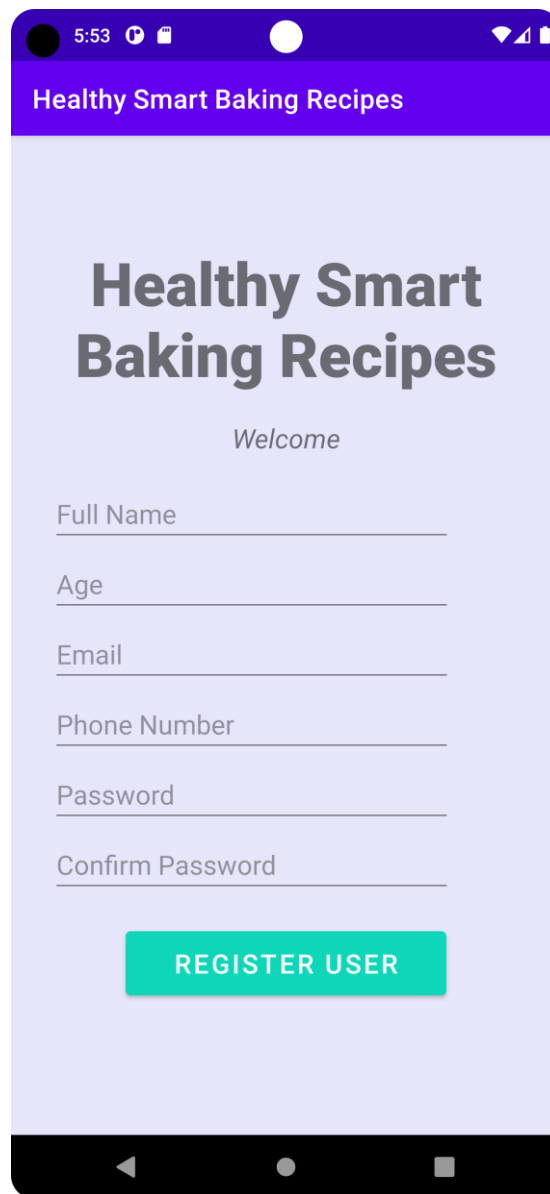 5:53
Healthy Smart Baking Recipes
Healthy Smart
Baking Recipes
Welcome
Full Name
Age
Email
Phone Number
Password
Confirm Password
REGISTER USER